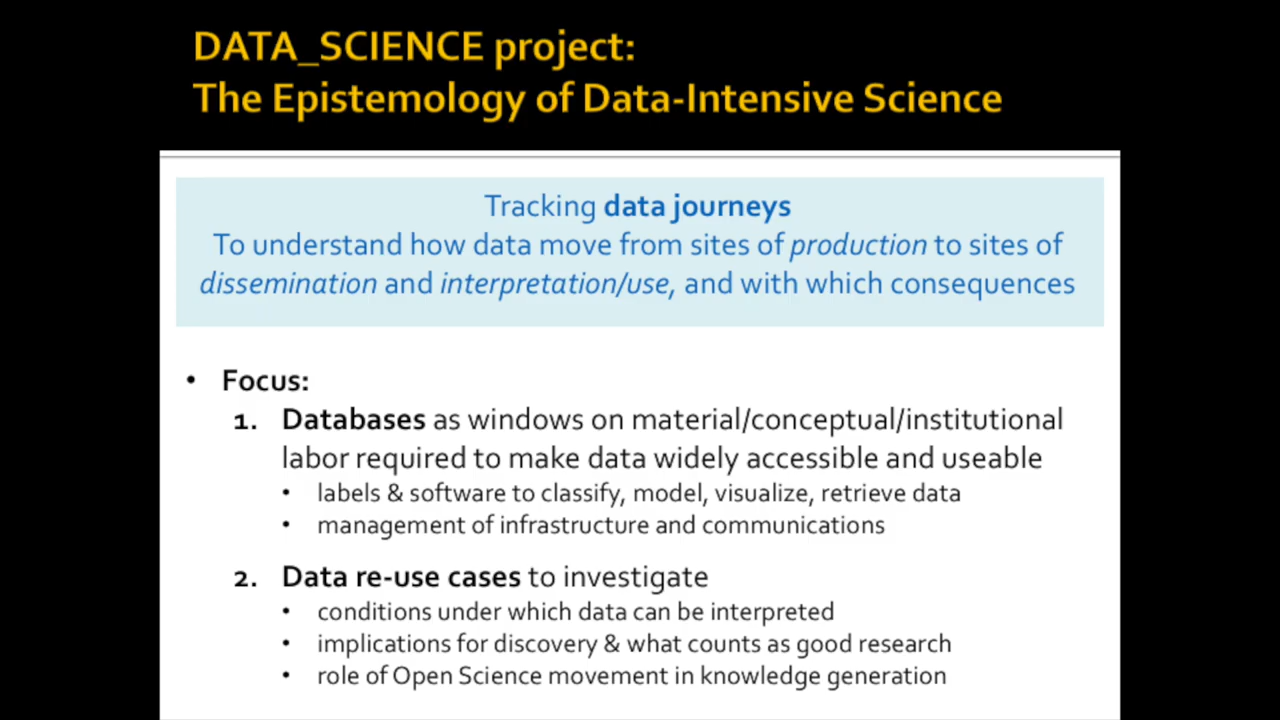 DATA_SCIENCE project:
The Epistemology of Data-Intensive Science
Tracking data journeys
To understand how data move from sites of production to sites of
dissemination and interpretation/use, and with which consequences
• Focus:
1. Databases as windows on material/conceptual/institutional
labor required to make data widely accessible and useable
• labels & software to classify, model, visualize, retrieve data
• management of infrastructure and communications
2. Data re-use cases to investigate
• conditions under which data can be interpreted
• implications for discovery & what counts as good research
• role of Open Science movement in knowledge generation